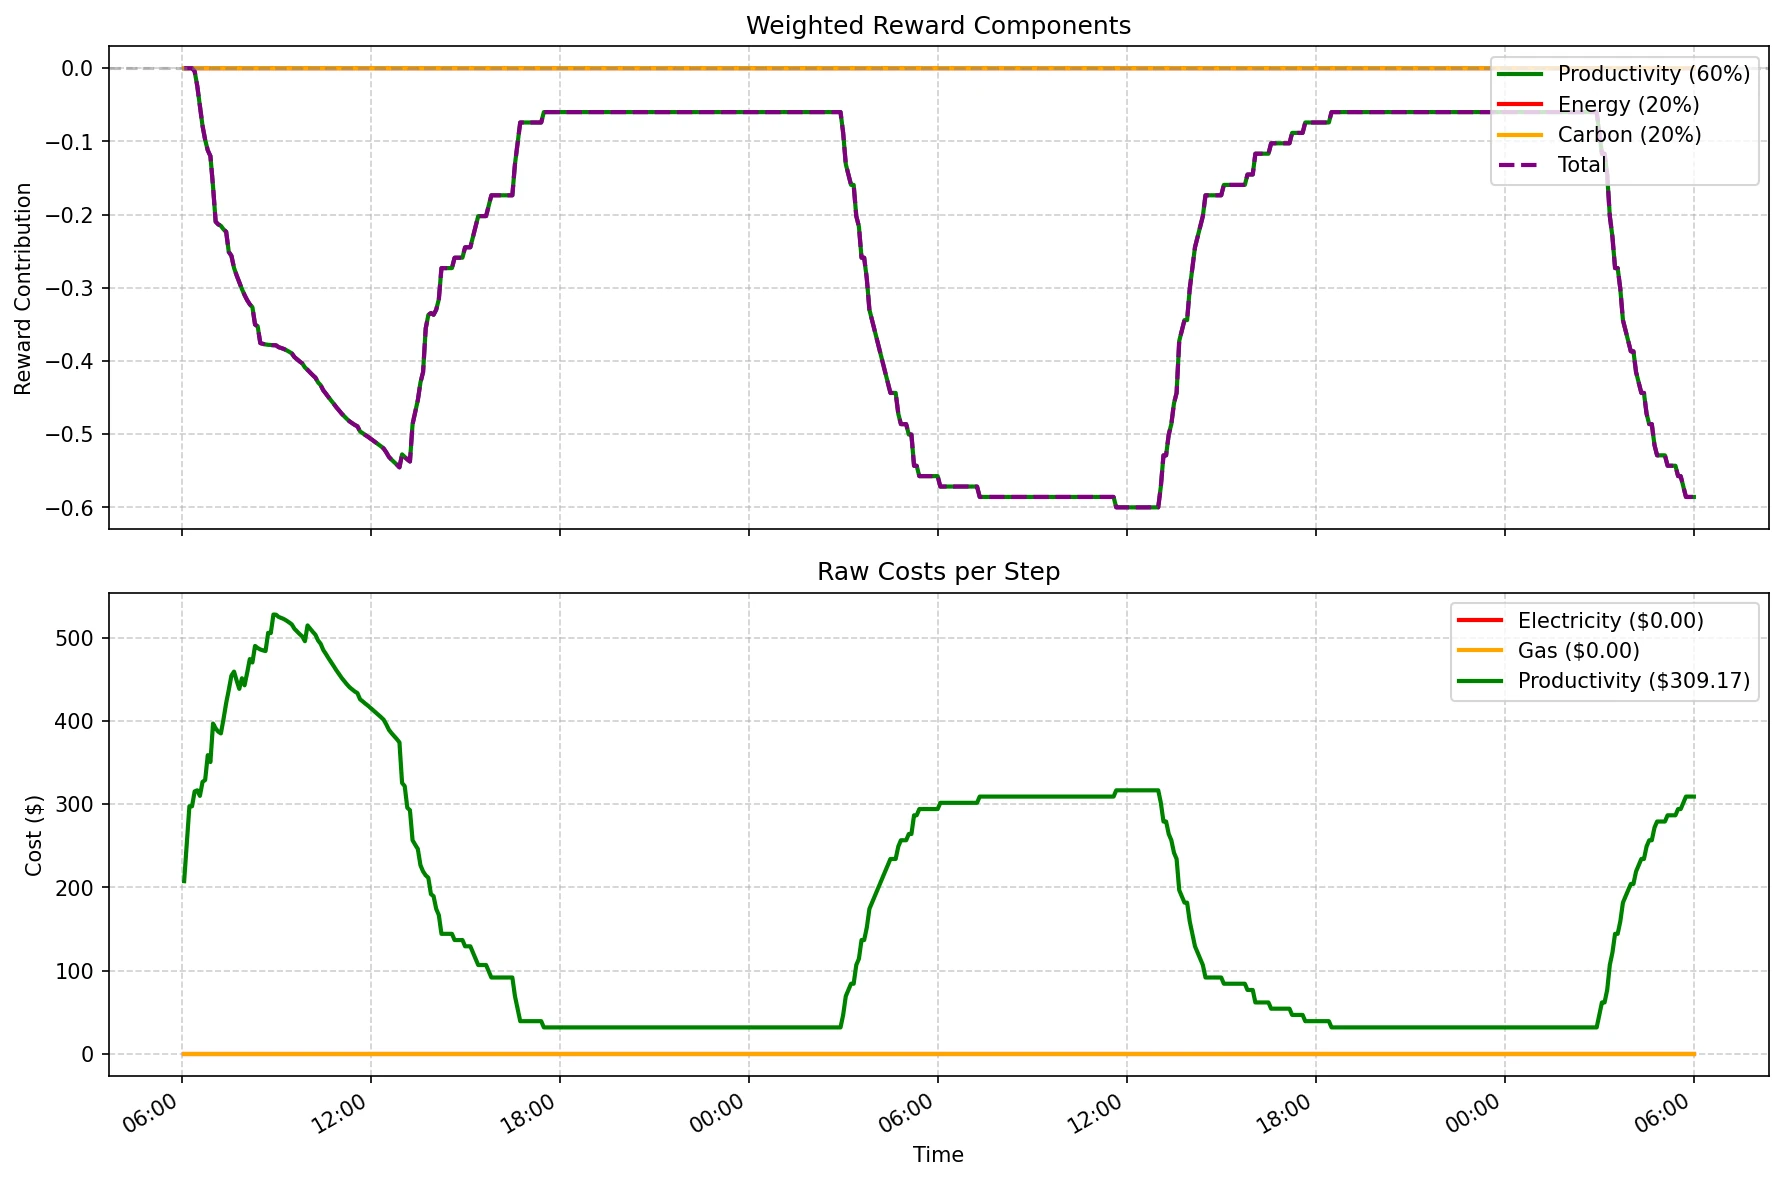 Weighted Reward Components
Productivity (60%)
Energy (20%)
Carbon (20%)
Total
0.0
−0.1
−0.2
−0.3
−0.4
−0.5
−0.6
Reward Contribution
Raw Costs per Step
Electricity ($0.00)
Gas ($0.00)
Productivity ($309.17)
500
400
300
200
100
0
Cost ($)
06:00 12:00 18:00 00:00 06:00 12:00 18:00 00:00 06:00
Time